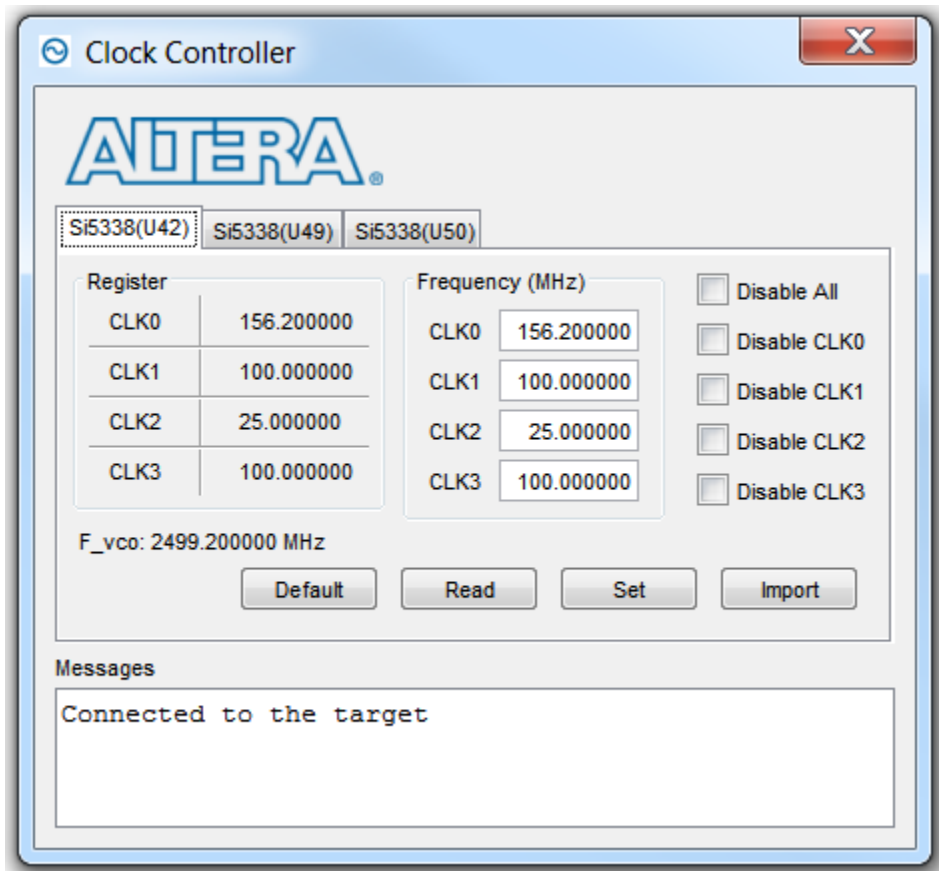 Clock Controller
X
ALTERA®
Si5338(U42) Si5338(U49) Si5338(U50)
Register
CLK0 156.200000
CLK1 100.000000
CLK2 25.000000
CLK3 100.000000
Frequency (MHz)
CLK0 156.200000
CLK1 100.000000
CLK2 25.000000
CLK3 100.000000
Disable All
Disable CLK0
Disable CLK1
Disable CLK2
Disable CLK3
F_vco: 2499.200000 MHz
Default Read Set Import
Messages
Connected to the target